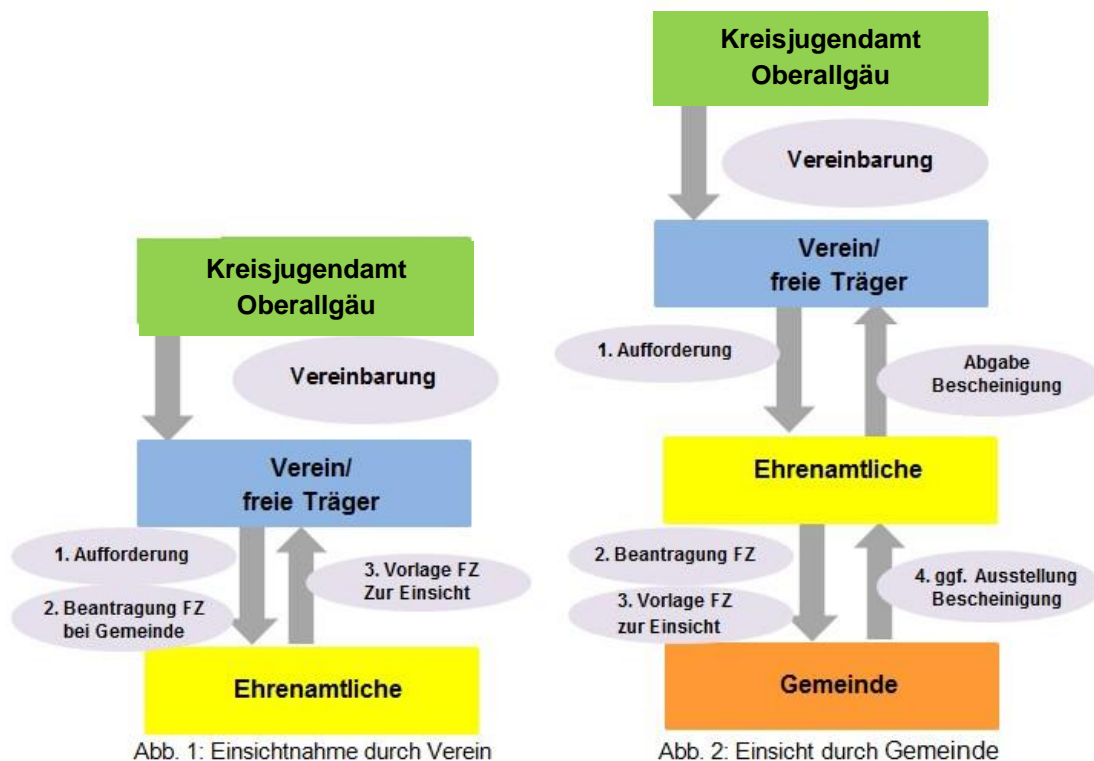 Kreisjugendamt
Oberallgäu
Vereinbarung
Verein/
freie Träger
1. Aufforderung
2. Beantragung FZ
bei Gemeinde
3. Vorlage FZ
Zur Einsicht
Ehrenamtliche
Abb. 1: Einsichtnahme durch Verein
Kreisjugendamt
Oberallgäu
Vereinbarung
Verein/
freie Träger
1. Aufforderung
Abgabe
Bescheinigung
Ehrenamtliche
2. Beantragung FZ
3. Vorlage FZ
zur Einsicht
4. ggf. Ausstellung
Bescheinigung
Gemeinde
Abb. 2: Einsicht durch Gemeinde